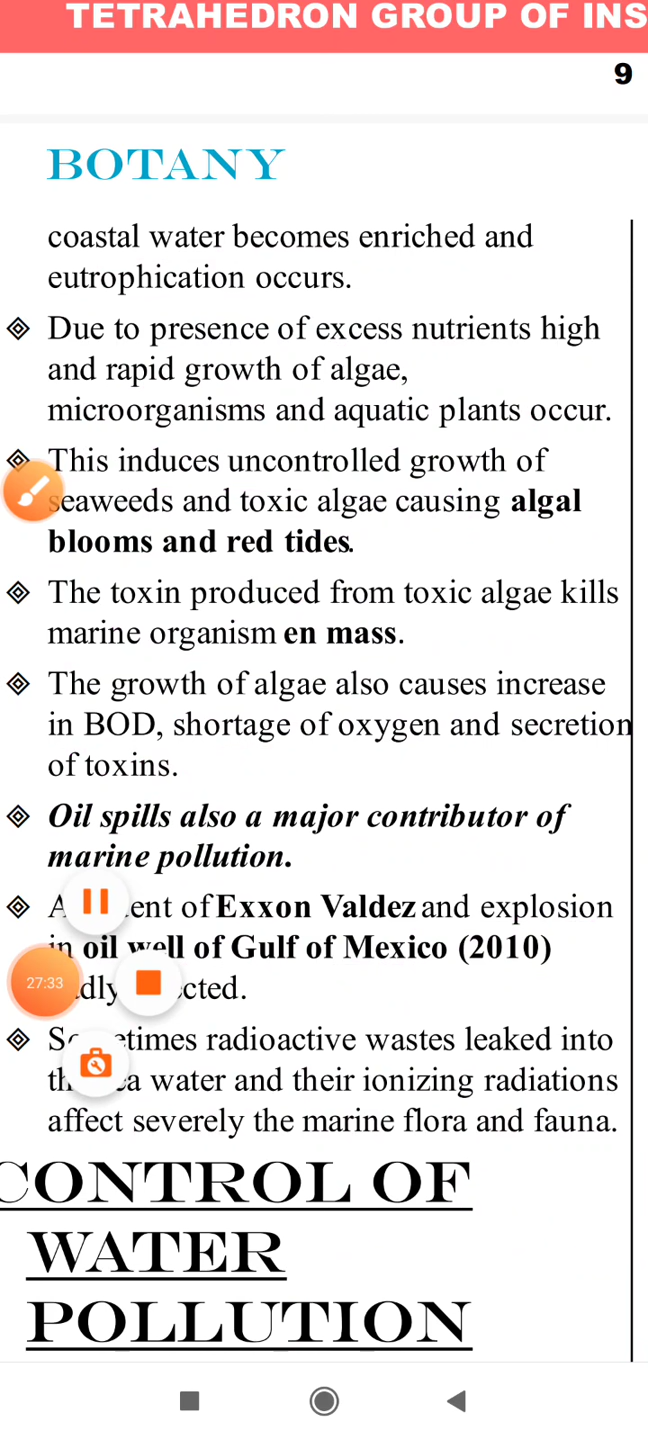 TETRAHEDRON GROUP OF INS
9
BOTANY
coastal water becomes enriched and
eutrophication occurs.
Due to presence of excess nutrients high
and rapid growth of algae,
microorganisms and aquatic plants occur.
This induces uncontrolled growth of
seaweeds and toxic algae causing algal
blooms and red tides.
The toxin produced from toxic algae kills
marine organism en mass.
The growth of algae also causes increase
in BOD, shortage of oxygen and secretion
of toxins.
Oil spills also a major contributor of
marine pollution.
of Exxon Valdez and explosion
in oil well of Gulf of Mexico (2010)
27:33
Sometimes radioactive wastes leaked into
water and their ionizing radiations
affect severely the marine flora and fauna.
CONTROL OF
WATER
POLLUTION